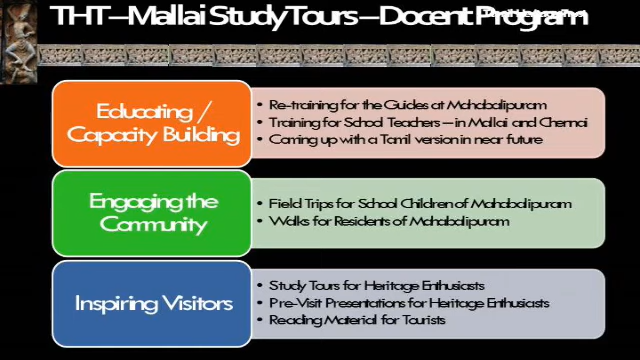 THT – Mallai Study Tours – Docent Program
Educating /
Capacity Building
• Re-training for the Guides at Mahabalipuram
• Training for School Teachers – in Mallai and Chennai
• Coming up with a Tamil version in near future
Engaging the
Community
• Field Trips for School Children of Mahabalipuram
• Walks for Residents of Mahabalipuram
Inspiring Visitors
• Study Tours for Heritage Enthusiasts
• Pre-Visit Presentations for Heritage Enthusiasts
• Reading Material for Tourists